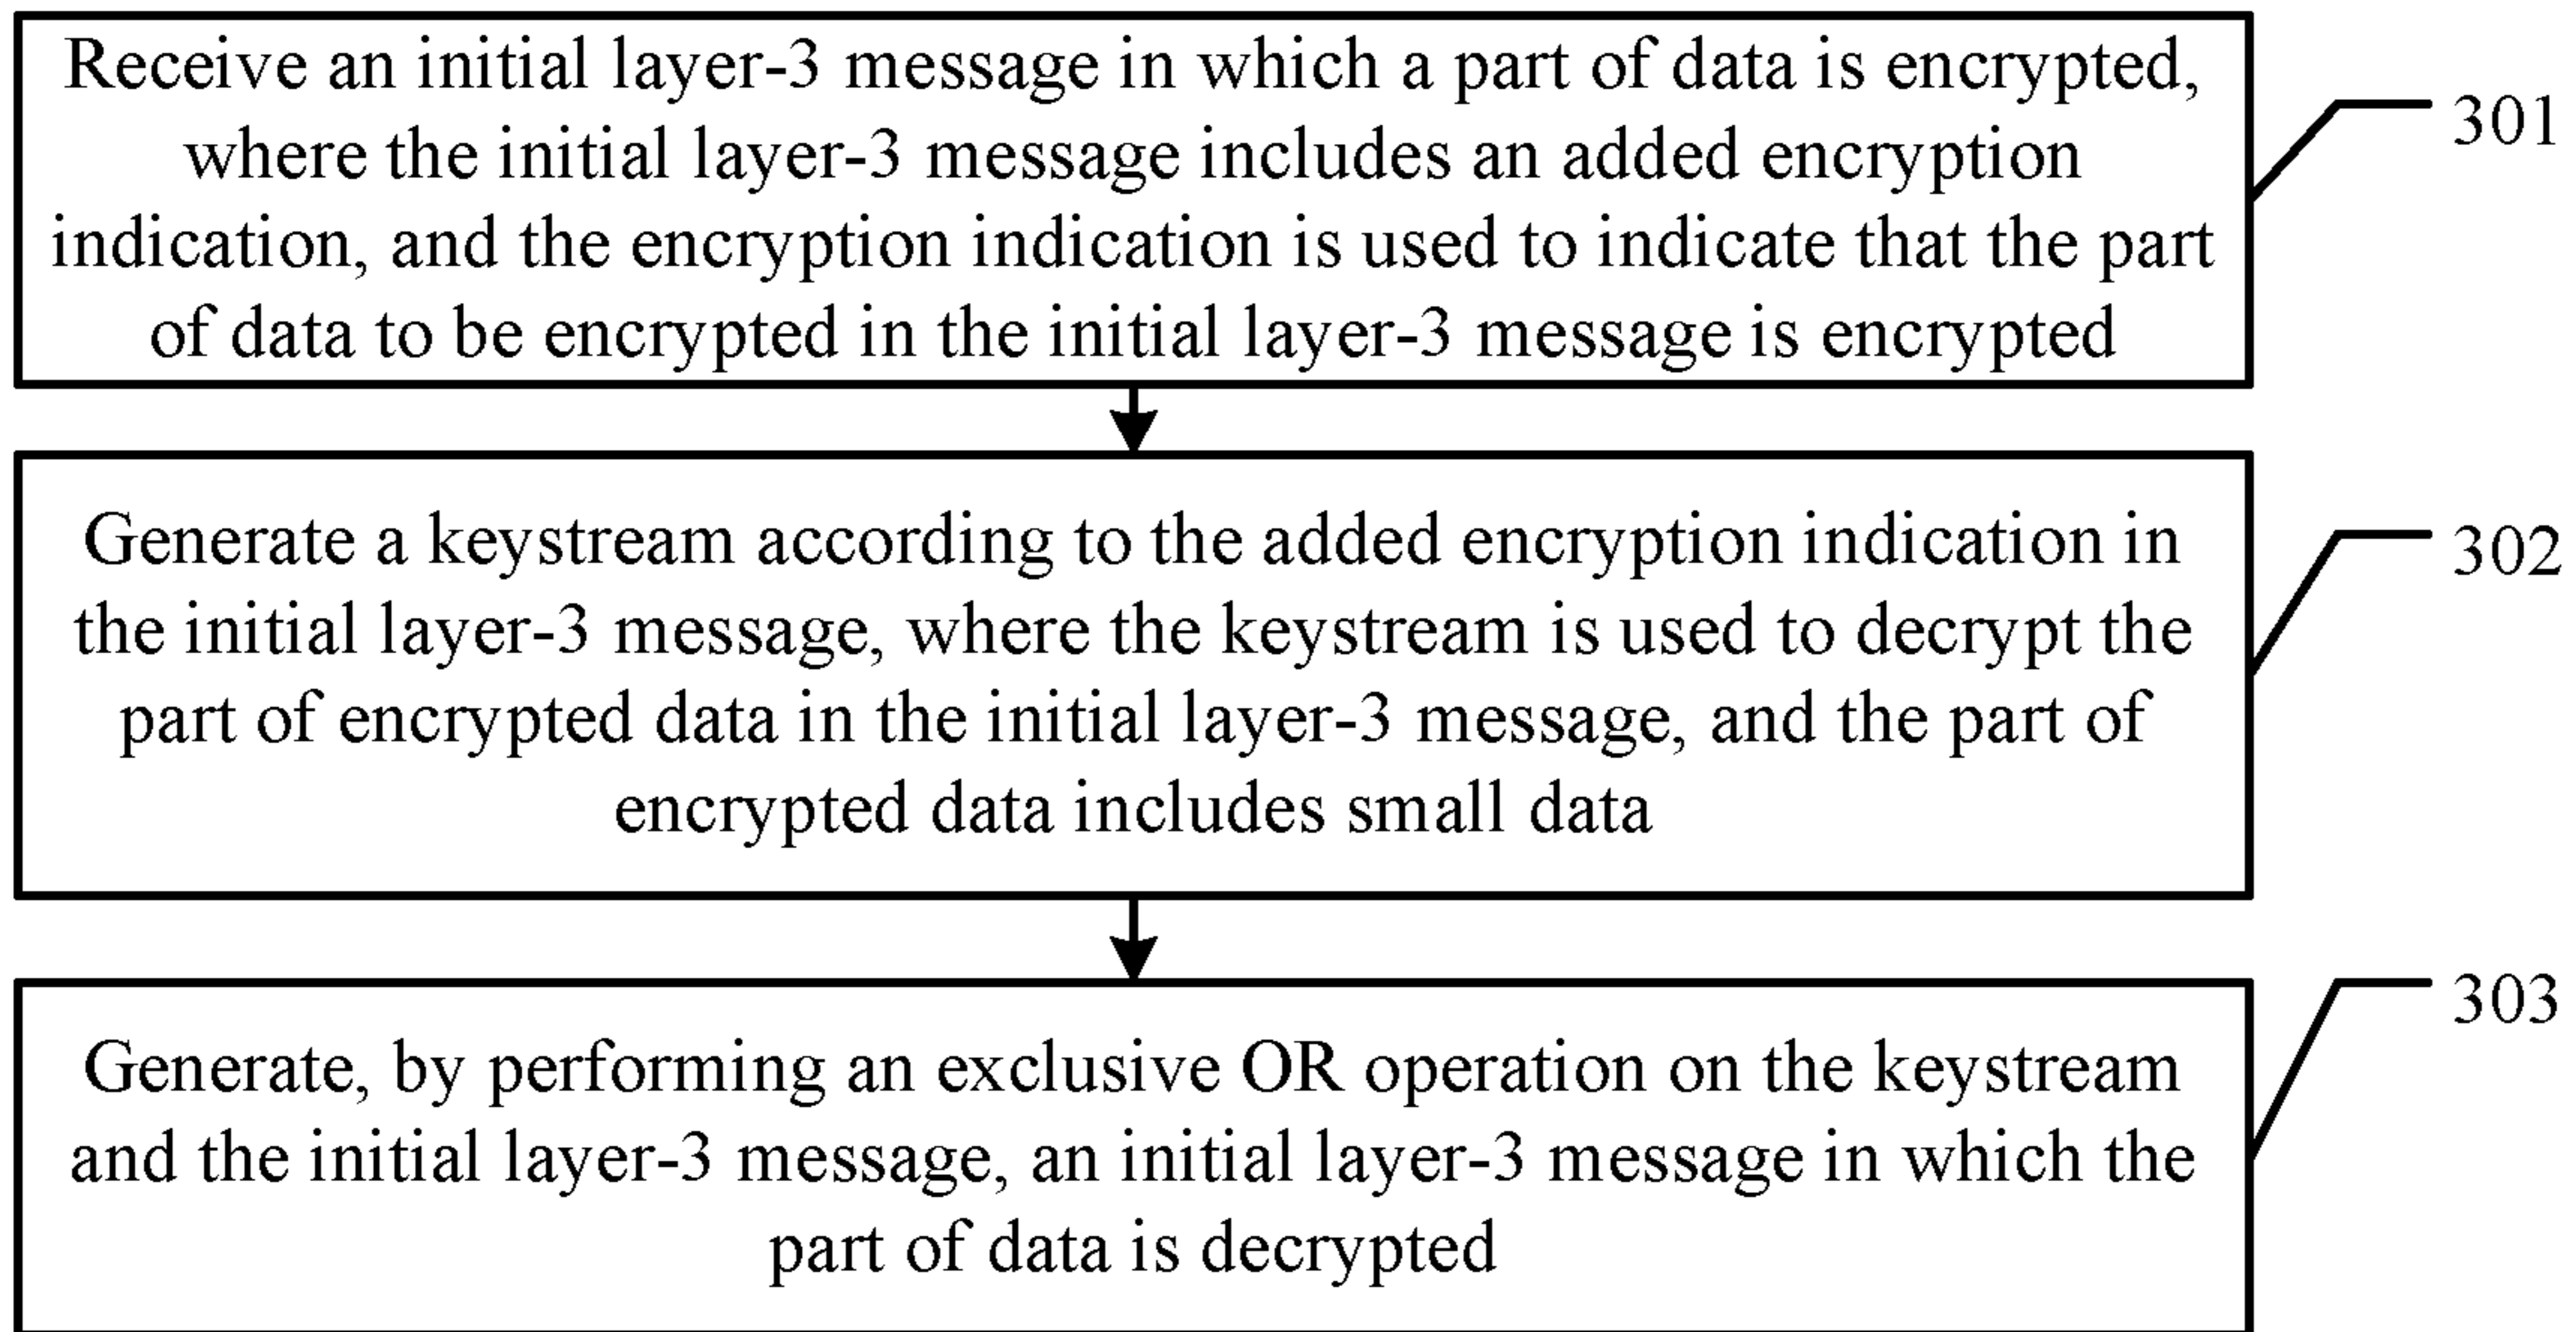 Receive an initial layer-3 message in which a part of data is encrypted,
where the initial layer-3 message includes an added encryption
indication, and the encryption indication is used to indicate that the part
of data to be encrypted in the initial layer-3 message is encrypted
301
Generate a keystream according to the added encryption indication in
the initial layer-3 message, where the keystream is used to decrypt the
part of encrypted data in the initial layer-3 message, and the part of
encrypted data includes small data
302
Generate, by performing an exclusive OR operation on the keystream
and the initial layer-3 message, an initial layer-3 message in which the
part of data is decrypted
303